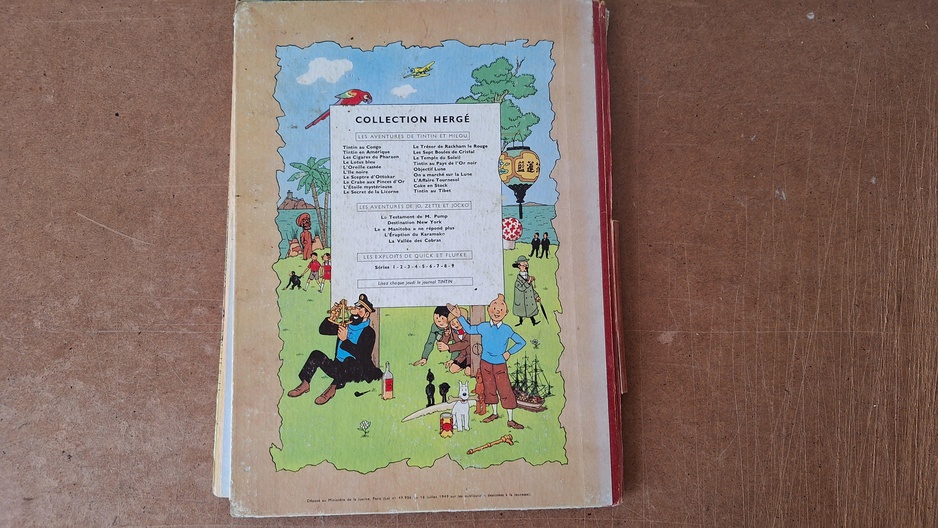 COLLECTION HERGÉ
LES AVENTURES DE TINTIN ET MILOU
Tintin au Congo
Tintin en Amérique
Les Cigares du Pharaon
Le Lotus bleu
L'Oreille cassée
L'Ile noire
Le Sceptre d'Ottokar
Le Crabe aux Pinces d'Or
L'Étoile mystérieuse
Le Secret de la Licorne
Le Trésor de Rackham le Rouge
Les Sept Boules de Cristal
Le Temple du Soleil
Tintin au Pays de l'Or noir
Objectif Lune
On a marché sur la Lune
L'Affaire Tournesol
Coke en Stock
Tintin au Tibet
LES AVENTURES DE JO, ZETTE ET JOCKO
Le Testament de M. Pump
Destination New York
Le « Manitoba » ne répond plus
L'Éruption du Karamako
La Vallée des Cobras
LES EXPLOITS DE QUICK ET FLUPKE
Séries 1 - 2 - 3 - 4 - 5 - 6 - 7 - 8 - 9
Lisez chaque jeudi le journal TINTIN